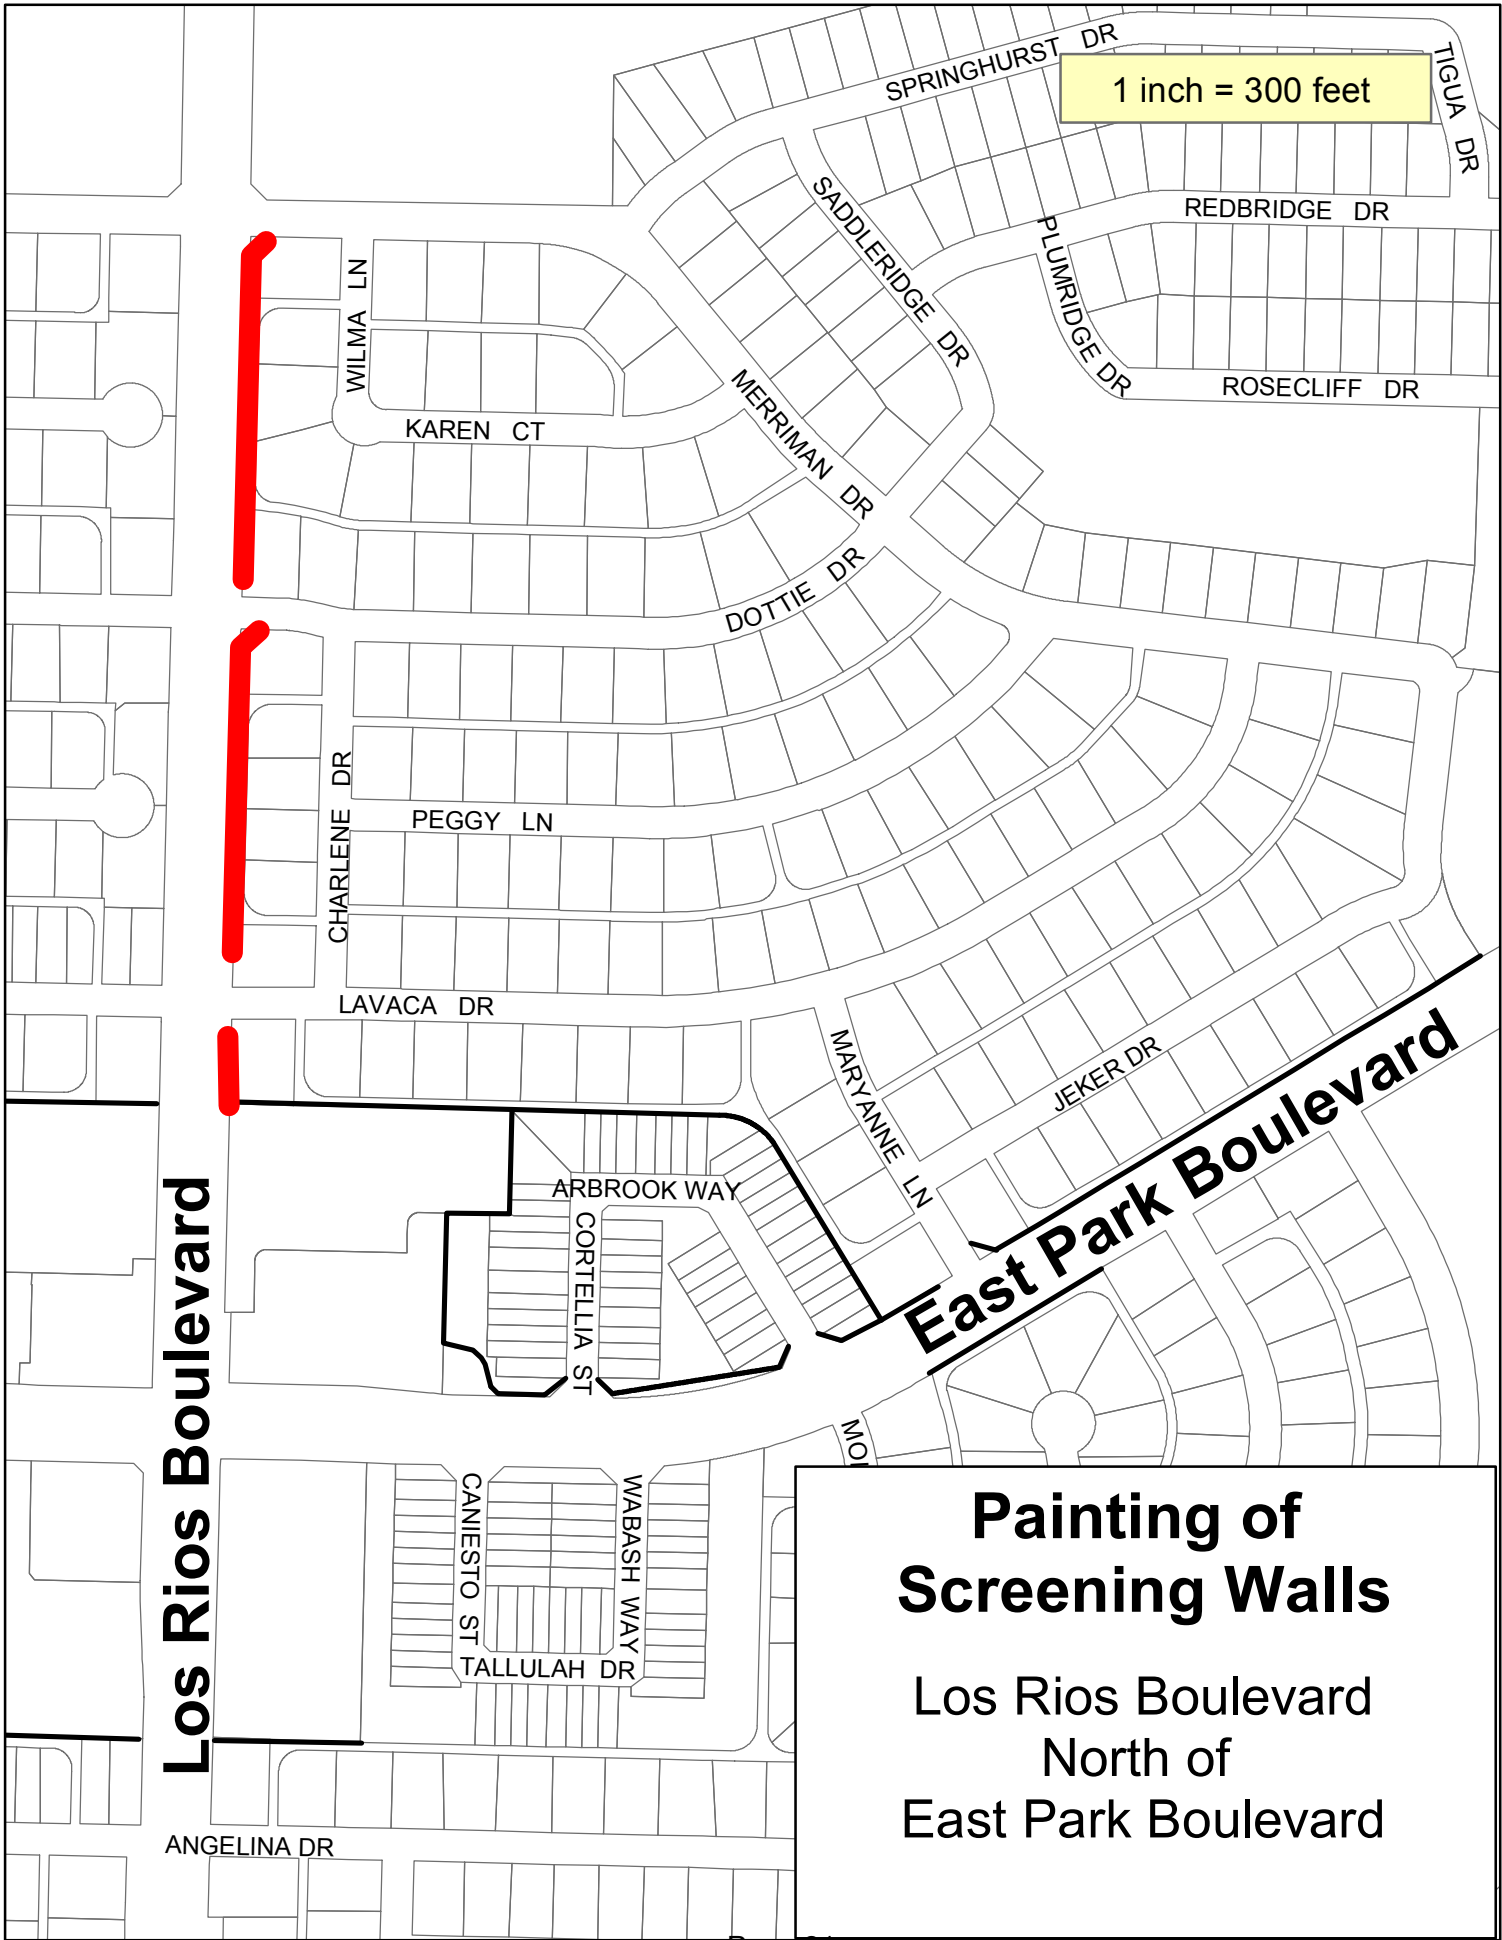 SPRINGHURST DR
1 inch = 300 feet
TIGUA DR
SADDLERIDGE DR
REDBRIDGE DR
PLUMRIDGE DR
WILMA LN
MERRIMAN DR
ROSECLIFF DR
KAREN CT
DOTTIE DR
CHARLENE DR
PEGGY LN
LAVACA DR
MARYANNE LN
JEKER DR
East Park Boulevard
ARBROOK WAY
CORTELLIA ST
Los Rios Boulevard
CANIESTO ST
WABASH WAY
TALLULAH DR
ANGELINA DR
Painting of
Screening Walls
Los Rios Boulevard
North of
East Park Boulevard